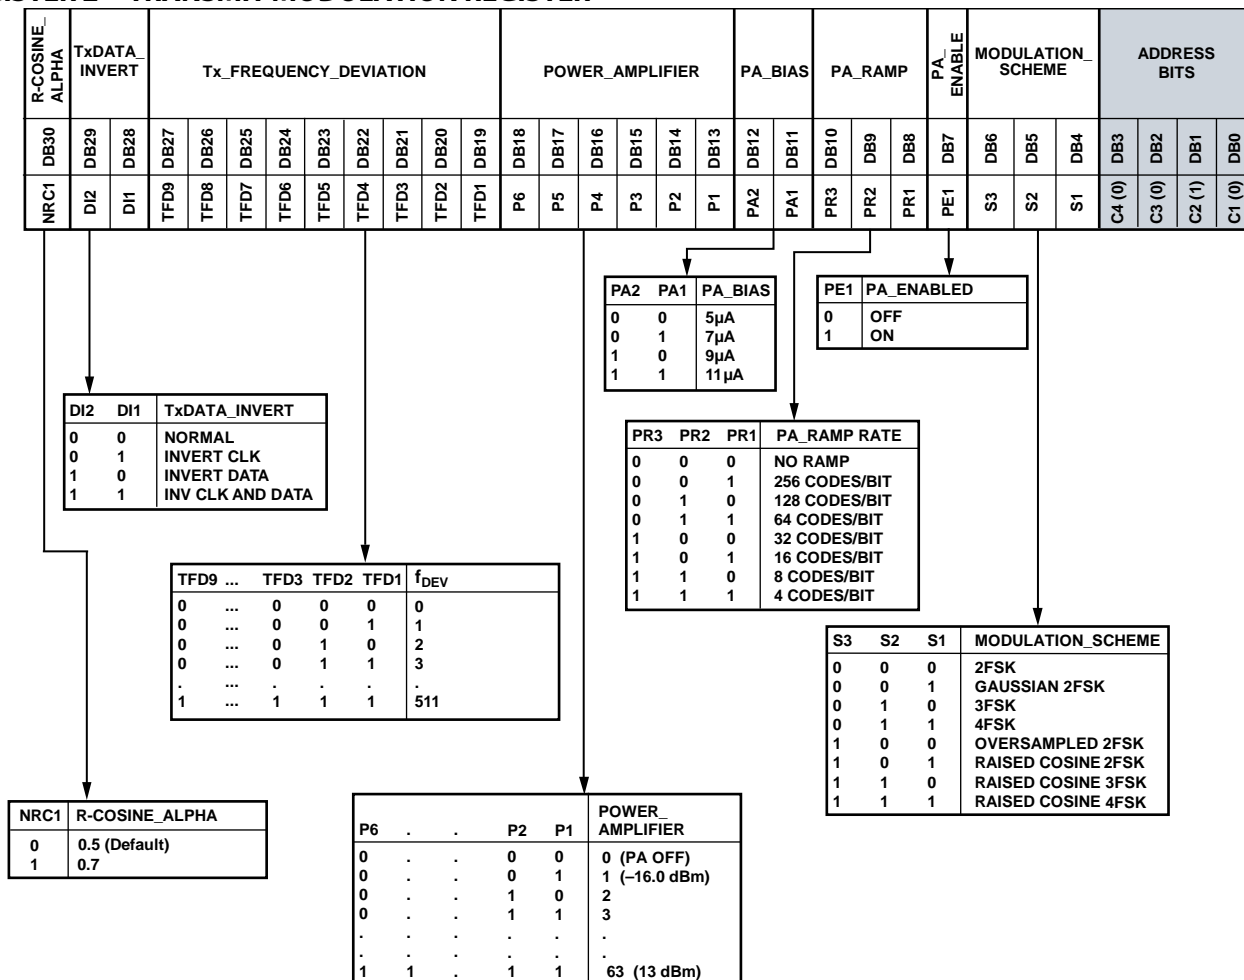 R-COSINE_ ALPHA TxDATA_ INVERT Tx_FREQUENCY_DEVIATION POWER_AMPLIFIER PA_BIAS PA_RAMP PA_ ENABLE MODULATION_ SCHEME ADDRESS BITS
DB30 DB29 DB28 DB27 DB26 DB25 DB24 DB23 DB22 DB21 DB20 DB19 DB18 DB17 DB16 DB15 DB14 DB13 DB12 DB11 DB10 DB9 DB8 DB7 DB6 DB5 DB4 DB3 DB2 DB1 DB0
NRC1 DI2 DI1 TFD9 TFD8 TFD7 TFD6 TFD5 TFD4 TFD3 TFD2 TFD1 P6 P5 P4 P3 P2 P1 PA2 PA1 PR3 PR2 PR1 PE1 S3 S2 S1 C4 (0) C3 (0) C2 (1) C1 (0)
PA2 PA1 PA_BIAS
0 0 5µA
0 1 7µA
1 0 9µA
1 1 11µA
PE1 PA_ENABLED
0 OFF
1 ON
DI2 DI1 TxDATA_INVERT
0 0 NORMAL
0 1 INVERT CLK
1 0 INVERT DATA
1 1 INV CLK AND DATA
PR3 PR2 PR1 PA_RAMP RATE
0 0 0 NO RAMP
0 0 1 256 CODES/BIT
0 1 0 128 CODES/BIT
0 1 1 64 CODES/BIT
1 0 0 32 CODES/BIT
1 0 1 16 CODES/BIT
1 1 0 8 CODES/BIT
1 1 1 4 CODES/BIT
TFD9 ... TFD3 TFD2 TFD1 fDEV
0 ... 0 0 0 0
0 ... 0 0 1 1
0 ... 0 1 0 2
0 ... 0 1 1 3
. ... . . . .
1 ... 1 1 1 511
S3 S2 S1 MODULATION_SCHEME
0 0 0 2FSK
0 0 1 GAUSSIAN 2FSK
0 1 0 3FSK
0 1 1 4FSK
1 0 0 OVERSAMPLED 2FSK
1 0 1 RAISED COSINE 2FSK
1 1 0 RAISED COSINE 3FSK
1 1 1 RAISED COSINE 4FSK
NRC1 R-COSINE_ALPHA
0 0.5 (Default)
1 0.7
P6 . . P2 P1 POWER_ AMPLIFIER
0 . . 0 0 0 (PA OFF)
0 . . 0 1 1 (–16.0 dBm)
0 . . 1 0 2
0 . . 1 1 3
. . . . . .
. . . . . .
1 1 . 1 1 63 (13 dBm)